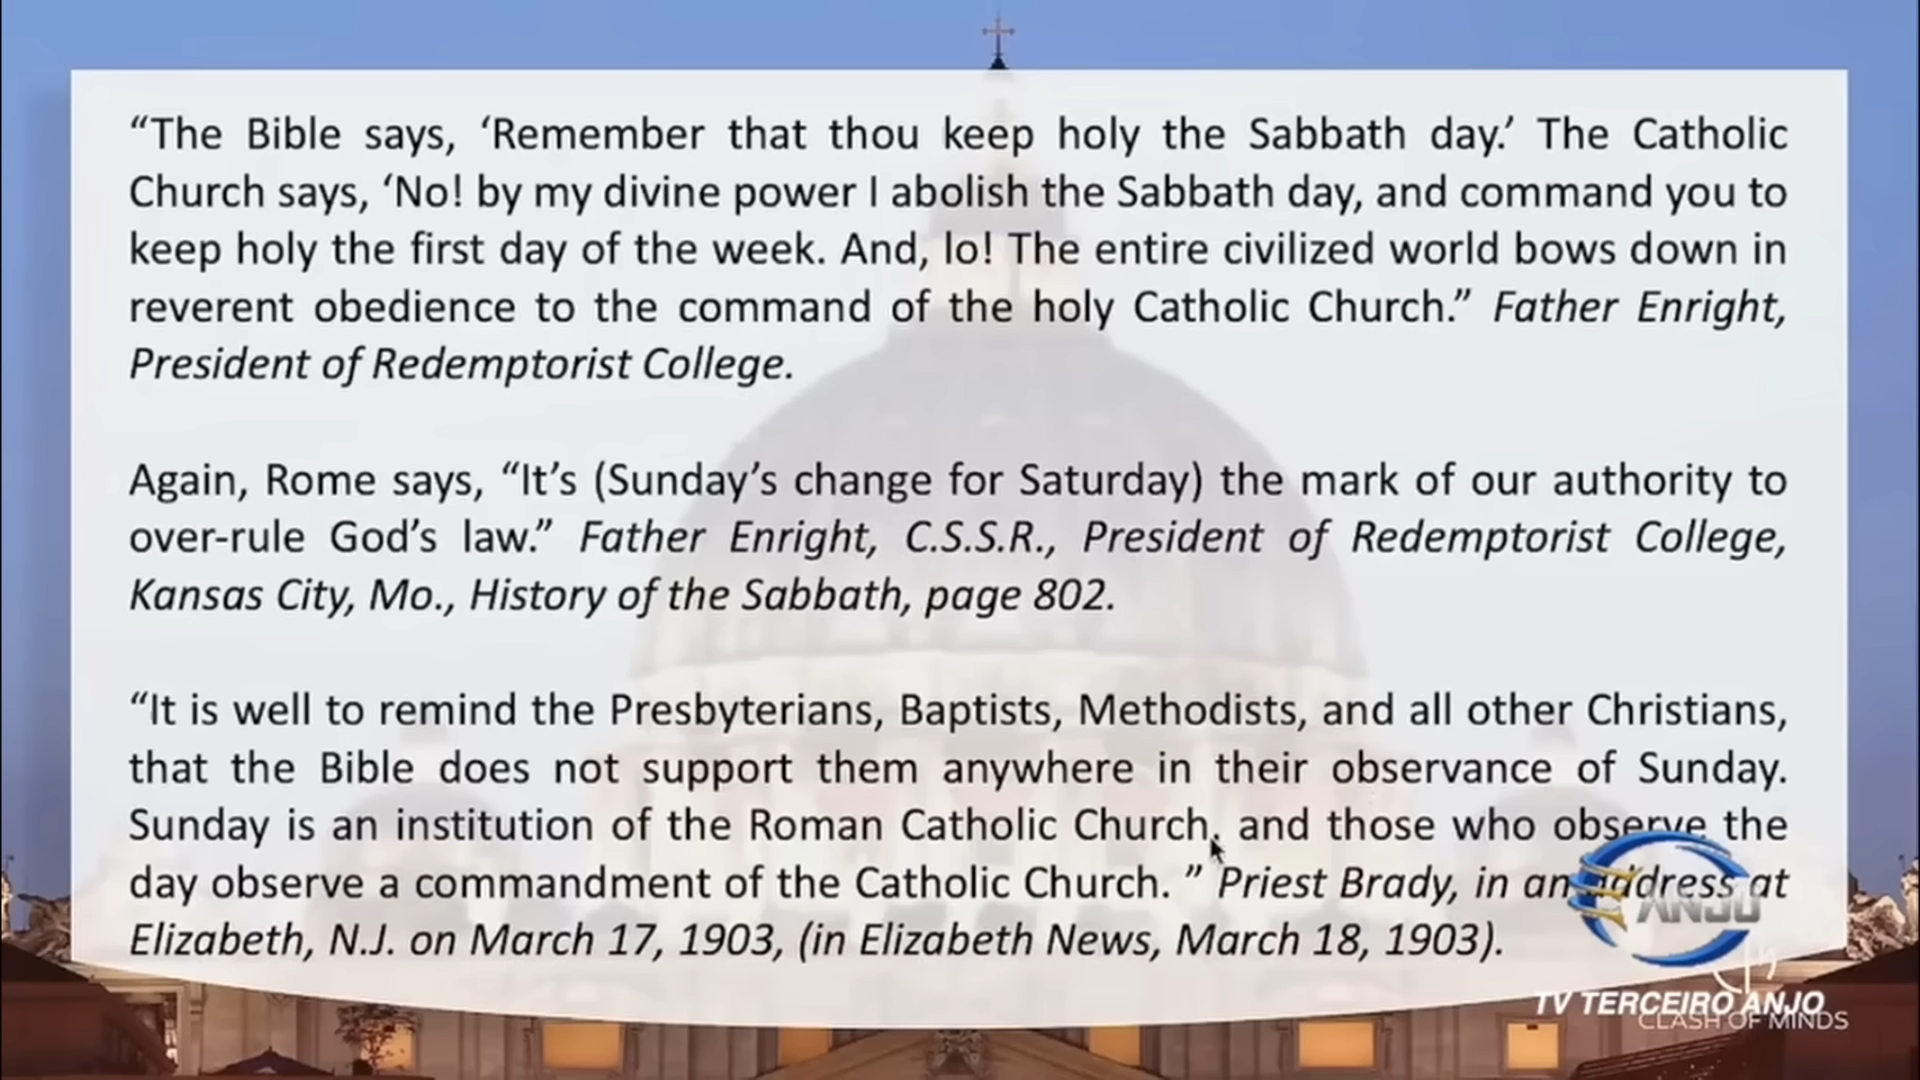 “The Bible says, ‘Remember that thou keep holy the Sabbath day.’ The Catholic
Church says, ‘No! by my divine power I abolish the Sabbath day, and command you to
keep holy the first day of the week. And, lo! The entire civilized world bows down in
reverent obedience to the command of the holy Catholic Church.” Father Enright,
President of Redemptorist College.
Again, Rome says, “It’s (Sunday’s change for Saturday) the mark of our authority to
over-rule God’s law.” Father Enright, C.S.S.R., President of Redemptorist College,
Kansas City, Mo., History of the Sabbath, page 802.
“It is well to remind the Presbyterians, Baptists, Methodists, and all other Christians,
that the Bible does not support them anywhere in their observance of Sunday.
Sunday is an institution of the Roman Catholic Church, and those who observe the
day observe a commandment of the Catholic Church. ” Priest Brady, in an address at
Elizabeth, N.J. on March 17, 1903, (in Elizabeth News, March 18, 1903).
ANJO
TV TERCEIRO ANJO
CLASH OF MINDS